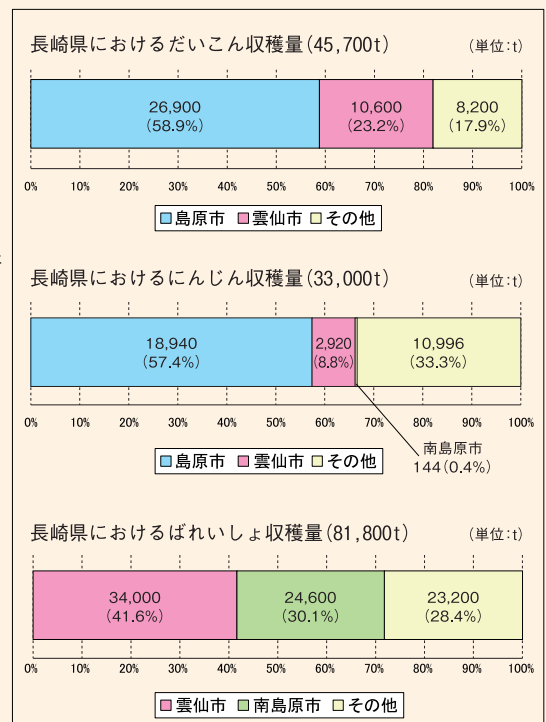 長崎県におけるだいこん収穫量(45,700t) (単位:t)
26,900 10,600 8,200
(58.9%) (23.2%) (17.9%)
0% 10% 20% 30% 40% 50% 60% 70% 80% 90% 100%
島原市 雲仙市 その他
長崎県におけるにんじん収穫量(33,000t) (単位:t)
18,940 2,920 10,996
(57.4%) (8.8%) (33.3%)
0% 10% 20% 30% 40% 50% 60% 70% 80% 90% 100%
南島原市
144(0.4%)
島原市 雲仙市 その他
長崎県におけるばれいしょ収穫量(81,800t) (単位:t)
34,000 24,600 23,200
(41.6%) (30.1%) (28.4%)
0% 10% 20% 30% 40% 50% 60% 70% 80% 90% 100%
雲仙市 南島原市 その他